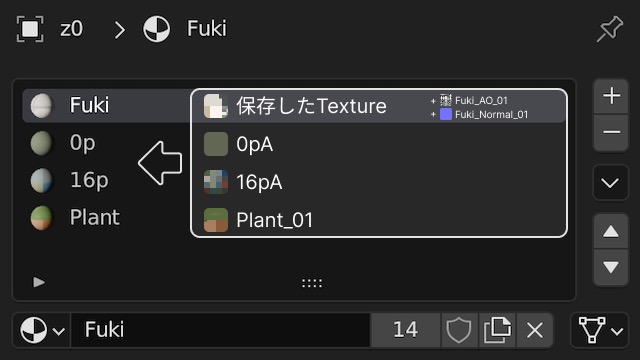 z0 > Fuki
Fuki
0p
16p
Plant
保存したTexture
+ Fuki_AO_01
+ Fuki_Normal_01
0pA
16pA
Plant_01
Fuki 14